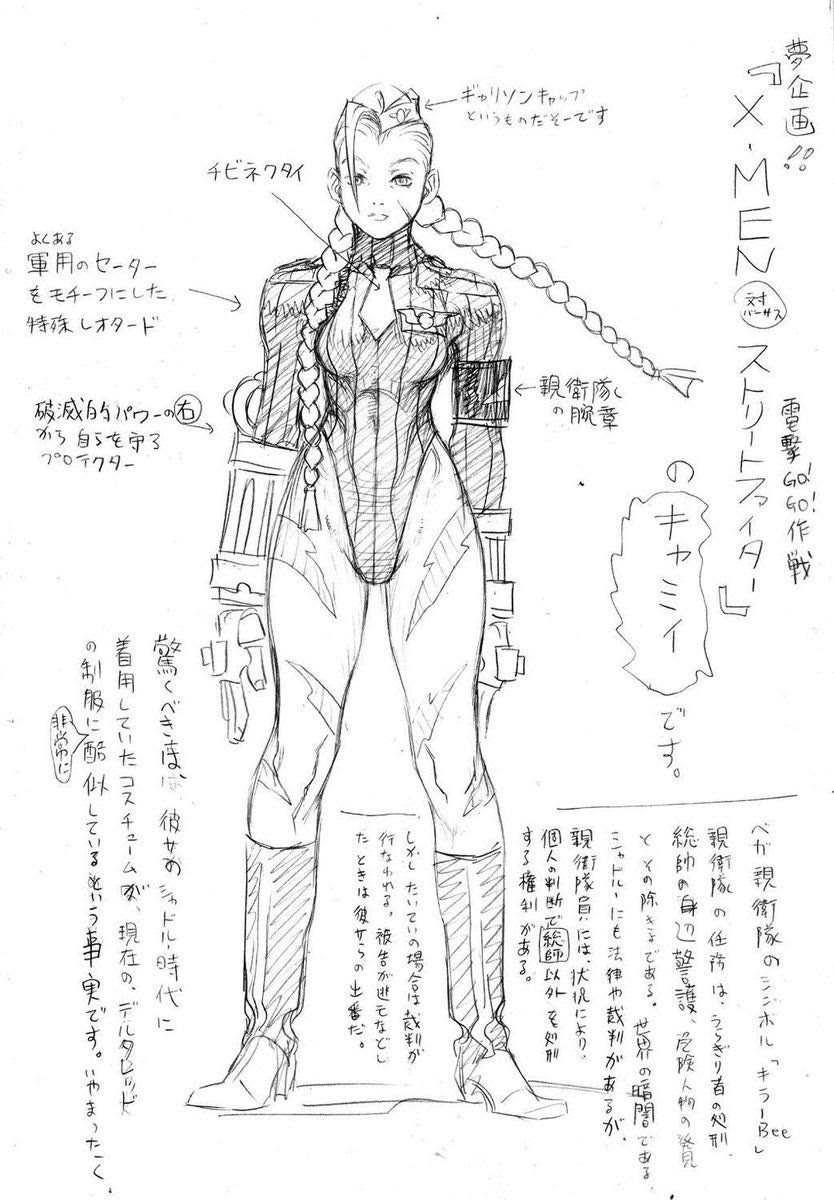 夢企画!!
『X-MEN
対
バーサス
ストリートファイター』
電撃GO!GO!作戦
のキャミィです。
ギャリソンキャップ
というものだそーです
チビネクタイ
よくある
軍用のセーター
をモチーフにした
特殊レオタード
親衛隊
の腕章
破滅的パワーの右
から自らを守る
プロテクター
ベガ親衛隊のシンボル「キラーBee」
親衛隊の任務は、うらぎり者の処刑、
総帥の身辺警護、危険人物の発見
とその除きょである。世界の暗闇である
シャドルーにも法律や裁判があるが、
親衛隊員には、状況により、
個人の判断で総帥以外を処刑
する権利がある。
しかしたいていの場合は裁判が
行なわれる。被告が逃亡などし
たときは彼女らの出番だ。
驚くべき事は、彼女がシャドルー時代に
着用していたコスチュームが、現在の、デルタレッド
の制服に酷似しているという事実です。いやまったく。
非常に